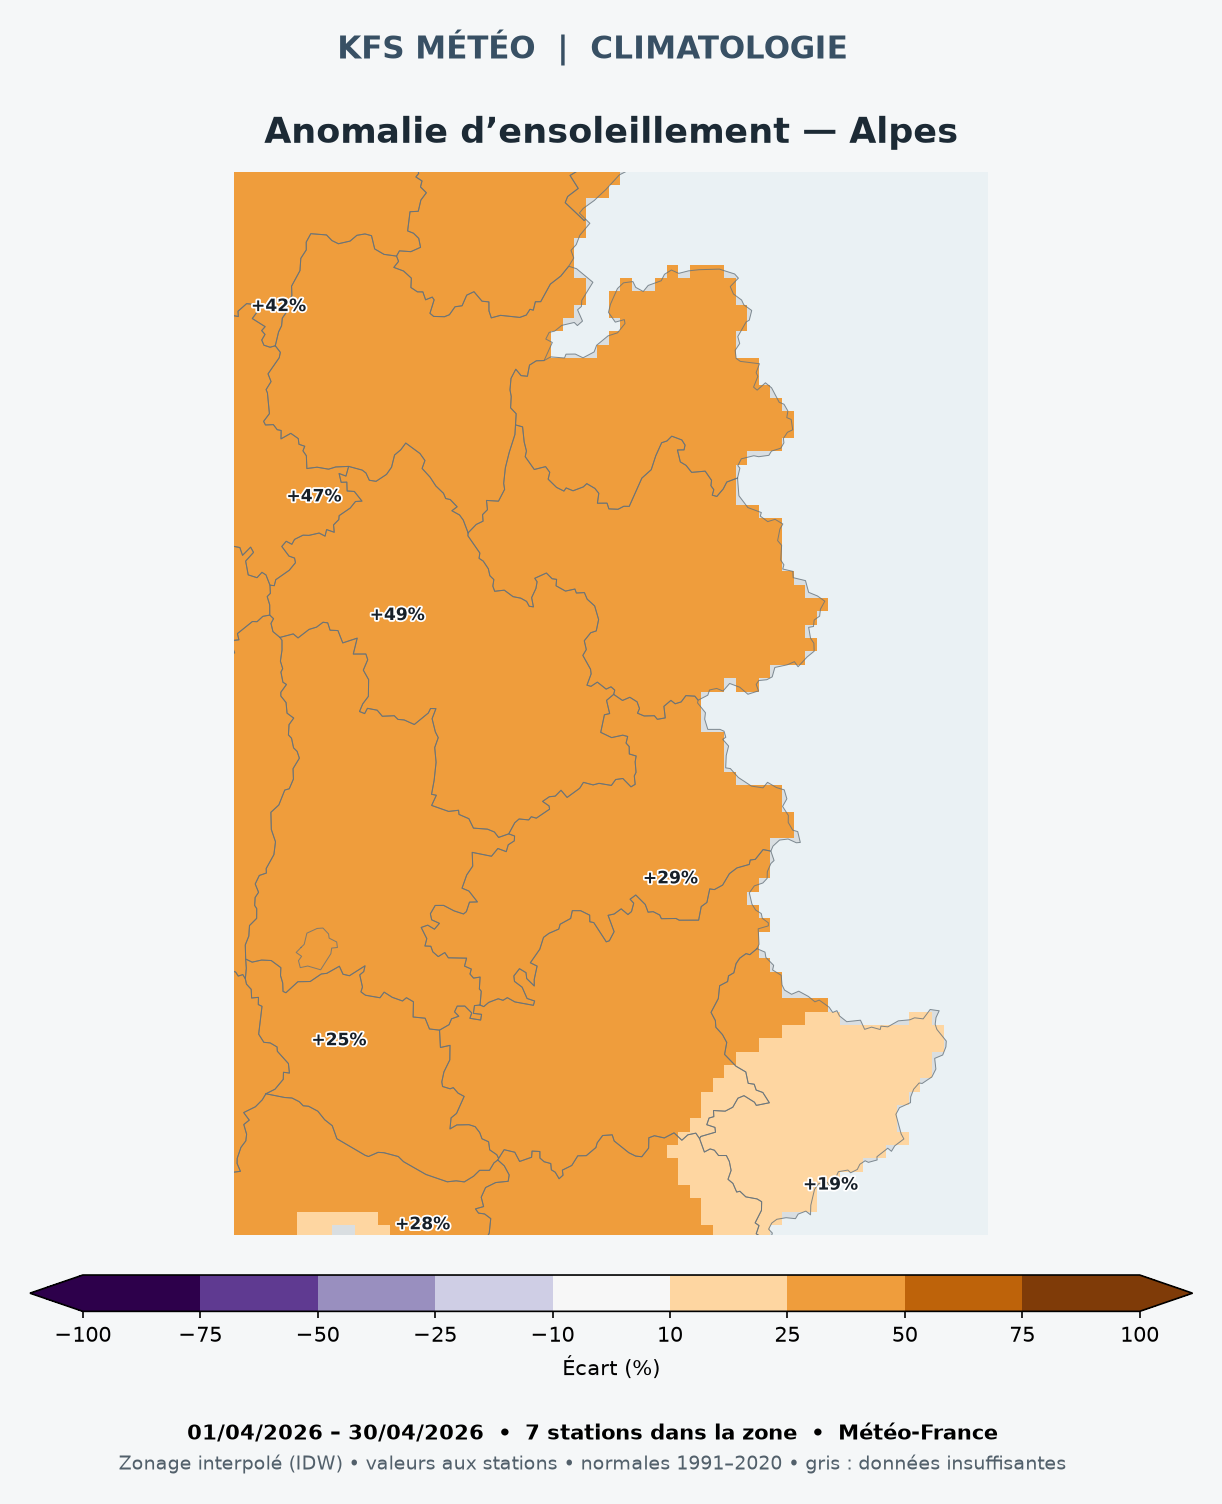 KFS MÉTÉO | CLIMATOLOGIE
Anomalie d’ensoleillement — Alpes
+42%
+47%
+49%
+29%
+25%
+19%
+28%
−100 −75 −50 −25 −10 10 25 50 75 100
Écart (%)
01/04/2026 – 30/04/2026 • 7 stations dans la zone • Météo-France
Zonage interpolé (IDW) • valeurs aux stations • normales 1991–2020 • gris : données insuffisantes